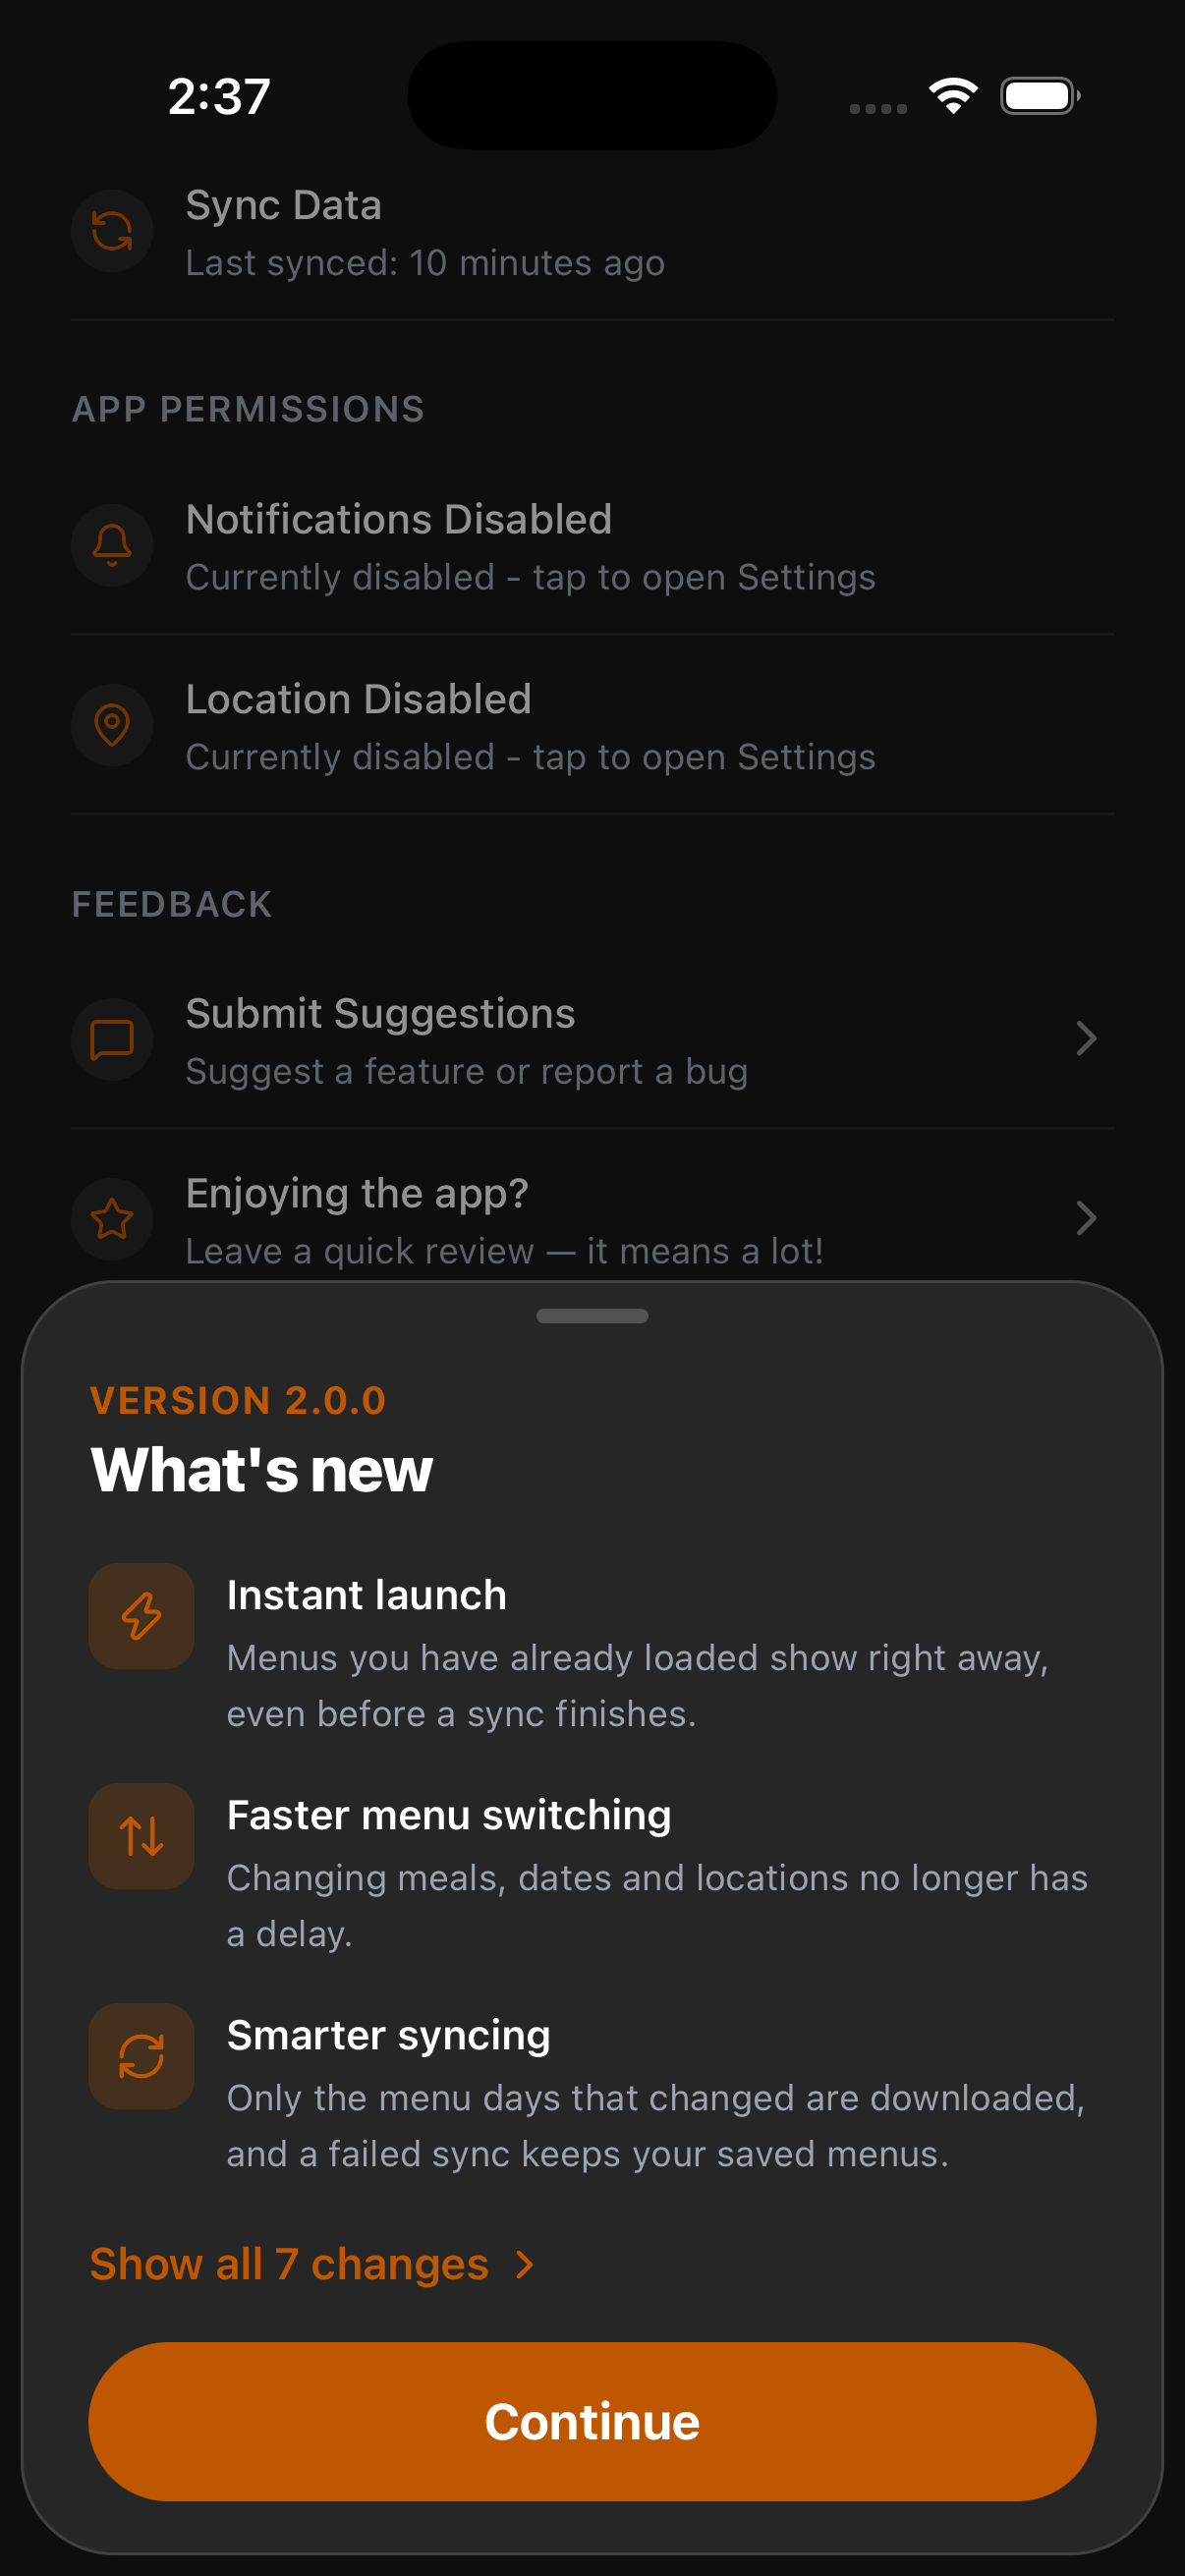 2:37
Sync Data
Last synced: 10 minutes ago
APP PERMISSIONS
Notifications Disabled
Currently disabled - tap to open Settings
Location Disabled
Currently disabled - tap to open Settings
FEEDBACK
Submit Suggestions
Suggest a feature or report a bug
Enjoying the app?
Leave a quick review — it means a lot!
VERSION 2.0.0
What's new
Instant launch
Menus you have already loaded show right away,
even before a sync finishes.
Faster menu switching
Changing meals, dates and locations no longer has
a delay.
Smarter syncing
Only the menu days that changed are downloaded,
and a failed sync keeps your saved menus.
Show all 7 changes
Continue